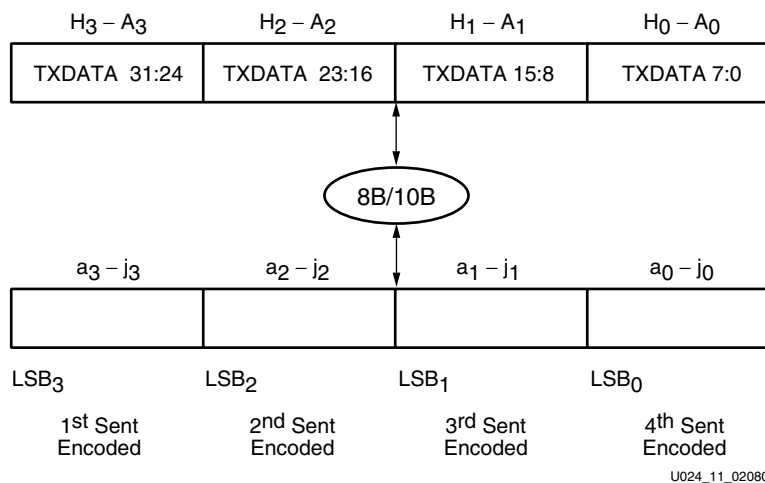 H3 – A3 H2 – A2 H1 – A1 H0 – A0
TXDATA 31:24 TXDATA 23:16 TXDATA 15:8 TXDATA 7:0
8B/10B
a3 – j3 a2 – j2 a1 – j1 a0 – j0
LSB3 LSB2 LSB1 LSB0
1st Sent 2nd Sent 3rd Sent 4th Sent
Encoded Encoded Encoded Encoded
U024_11_02080